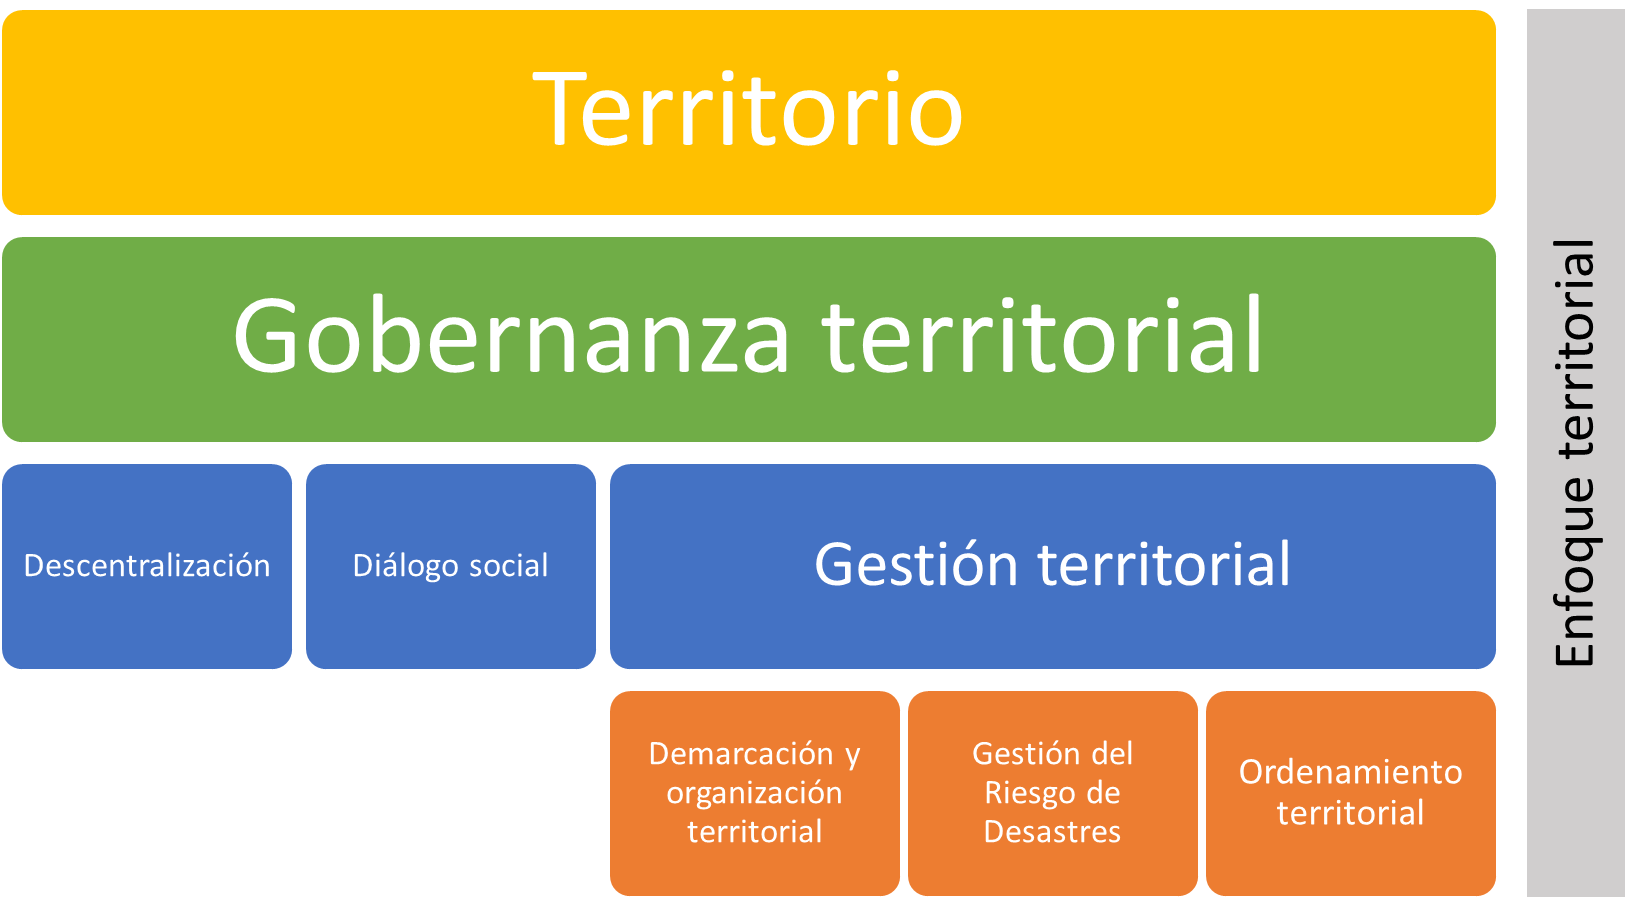 Territorio
Gobernanza territorial
Descentralización
Diálogo social
Gestión territorial
Demarcación y
organización
territorial
Gestión del
Riesgo de
Desastres
Ordenamiento
territorial
Enfoque territorial